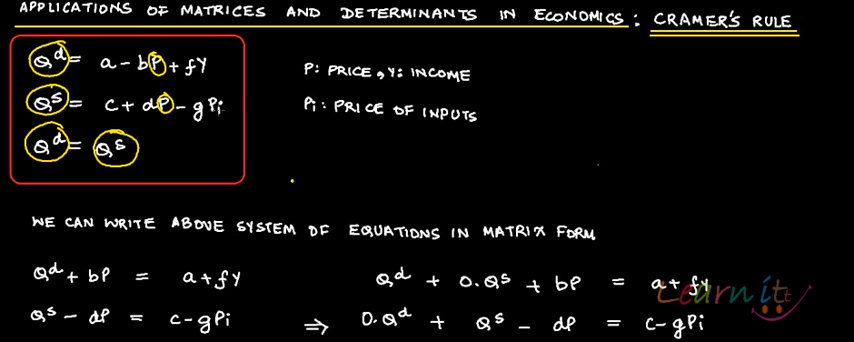 APPLICATIONS OF MATRICES AND DETERMINANTS IN ECONOMICS: CRAMER'S RULE
Q^d = a - bP + fY
P: PRICE, Y: INCOME
Q^s = c + dP - gPi
Pi: PRICE OF INPUTS
Q^d = Q^s
WE CAN WRITE ABOVE SYSTEM OF EQUATIONS IN MATRIX FORM
Q^d + bP = a + fY
Q^d + 0.Q^s + bP = a + fY
Q^s - dP = c - gPi
⇒ 0.Q^d + Q^s - dP = c - gPi
Learnitt